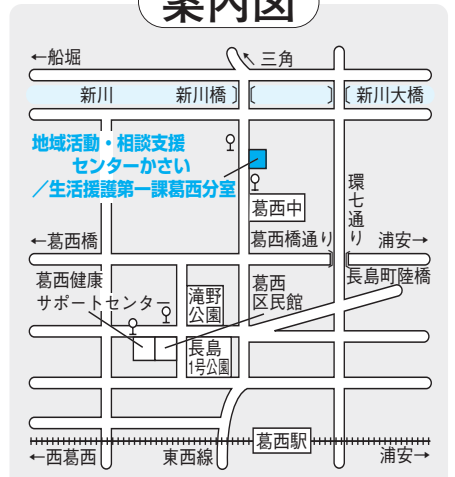 案内図
←船堀
三角
新川
新川橋
新川大橋
地域活動・相談支援
センターかさい
/生活援護第一課葛西分室
葛西中
環七通り
←葛西橋
葛西橋通り
浦安→
長島町陸橋
葛西健康
サポートセンター
滝野
公園
葛西
区民館
長島
1号公園
葛西駅
←西葛西
東西線
浦安→